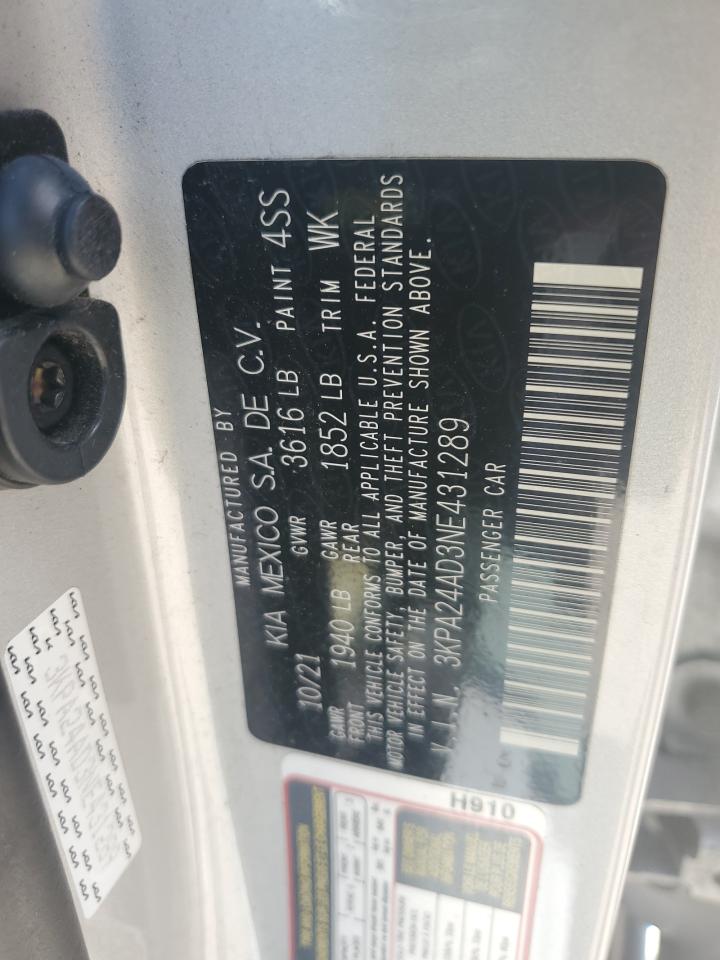 MANUFACTURED BY
KIA MEXICO S.A. DE C.V.
10/21 GVWR 3616 LB PAINT 4SS
GAWR FRONT 1940 LB GAWR REAR 1852 LB TRIM WK
THIS VEHICLE CONFORMS TO ALL APPLICABLE U.S.A. FEDERAL
MOTOR VEHICLE SAFETY, BUMPER, AND THEFT PREVENTION STANDARDS
IN EFFECT ON THE DATE OF MANUFACTURE SHOWN ABOVE.
V.I.N. 3KPA24AD3NE431289
PASSENGER CAR
H910
3KPA24AD3NE431289